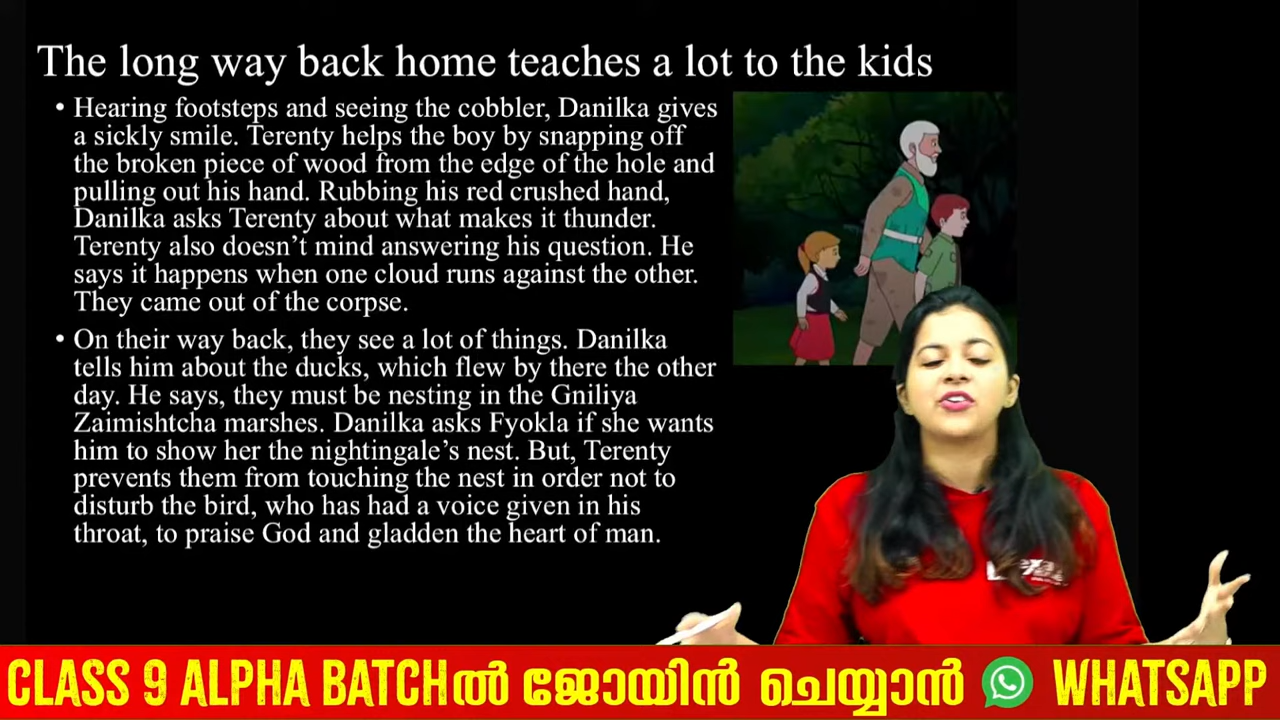 The long way back home teaches a lot to the kids
• Hearing footsteps and seeing the cobbler, Danilka gives
a sickly smile. Terenty helps the boy by snapping off
the broken piece of wood from the edge of the hole and
pulling out his hand. Rubbing his red crushed hand,
Danilka asks Terenty about what makes it thunder.
Terenty also doesn’t mind answering his question. He
says it happens when one cloud runs against the other.
They came out of the corpse.
• On their way back, they see a lot of things. Danilka
tells him about the ducks, which flew by there the other
day. He says, they must be nesting in the Gniliya
Zaimishtcha marshes. Danilka asks Fyokla if she wants
him to show her the nightingale’s nest. But, Terenty
prevents them from touching the nest in order not to
disturb the bird, who has had a voice given in his
throat, to praise God and gladden the heart of man.
CLASS 9 ALPHA BATCHൽ ജോയിൻ ചെയ്യാൻ WHATSAPP